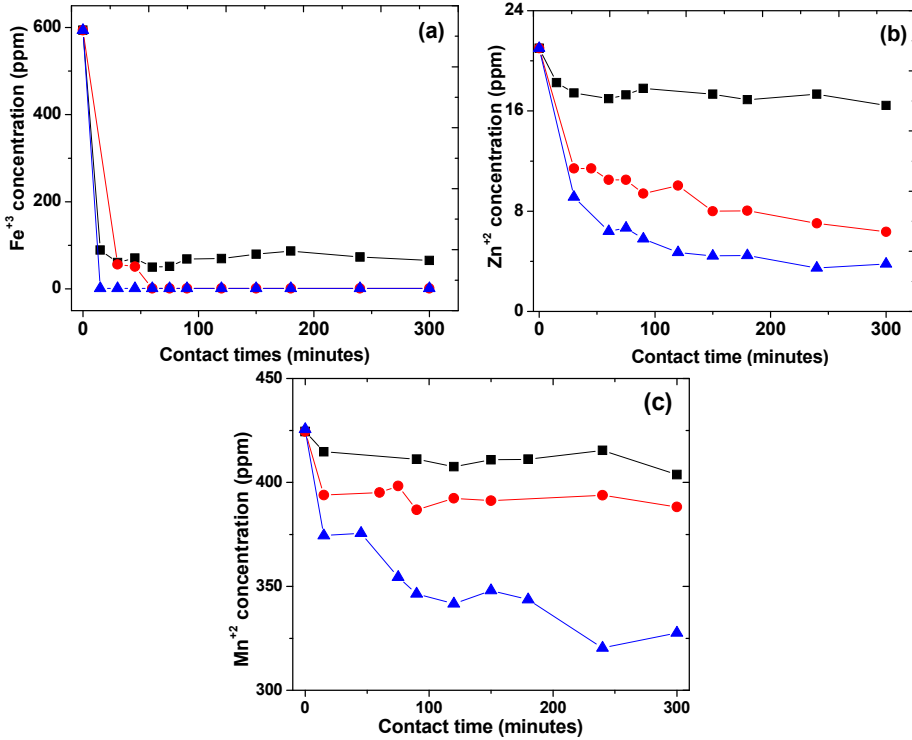 (a)
Fe+3 concentration (ppm)
600
400
200
0
0 100 200 300
Contact times (minutes)
(b)
Zn+2 concentration (ppm)
24
16
8
0
0 100 200 300
Contact time (minutes)
(c)
Mn+2 concentration (ppm)
450
400
350
300
0 100 200 300
Contact time (minutes)